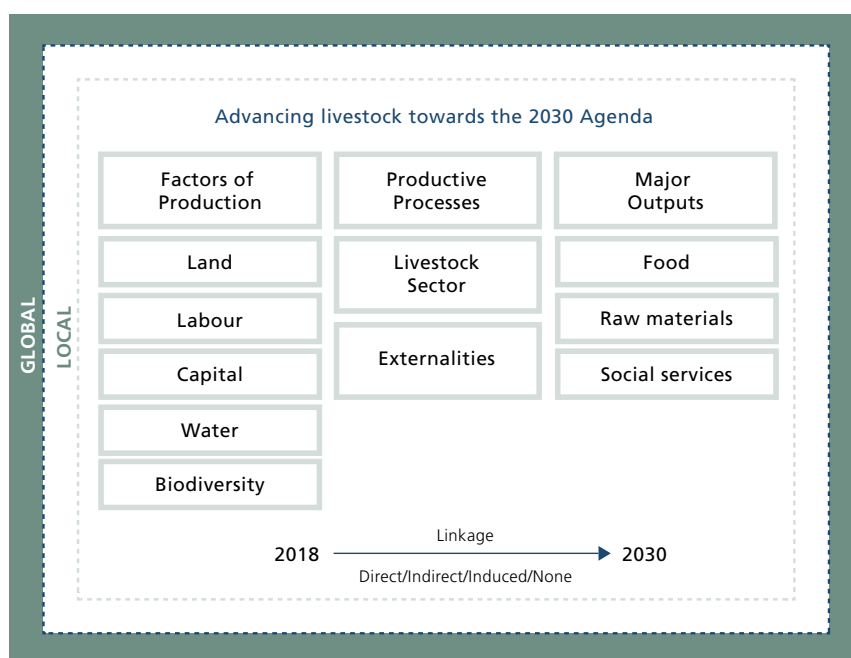 Advancing livestock towards the 2030 Agenda
Factors of
Production
Land
Labour
Capital
Water
Biodiversity
Productive
Processes
Livestock
Sector
Externalities
Major
Outputs
Food
Raw materials
Social services
GLOBAL
LOCAL
Linkage
2018
2030
Direct/Indirect/Induced/None